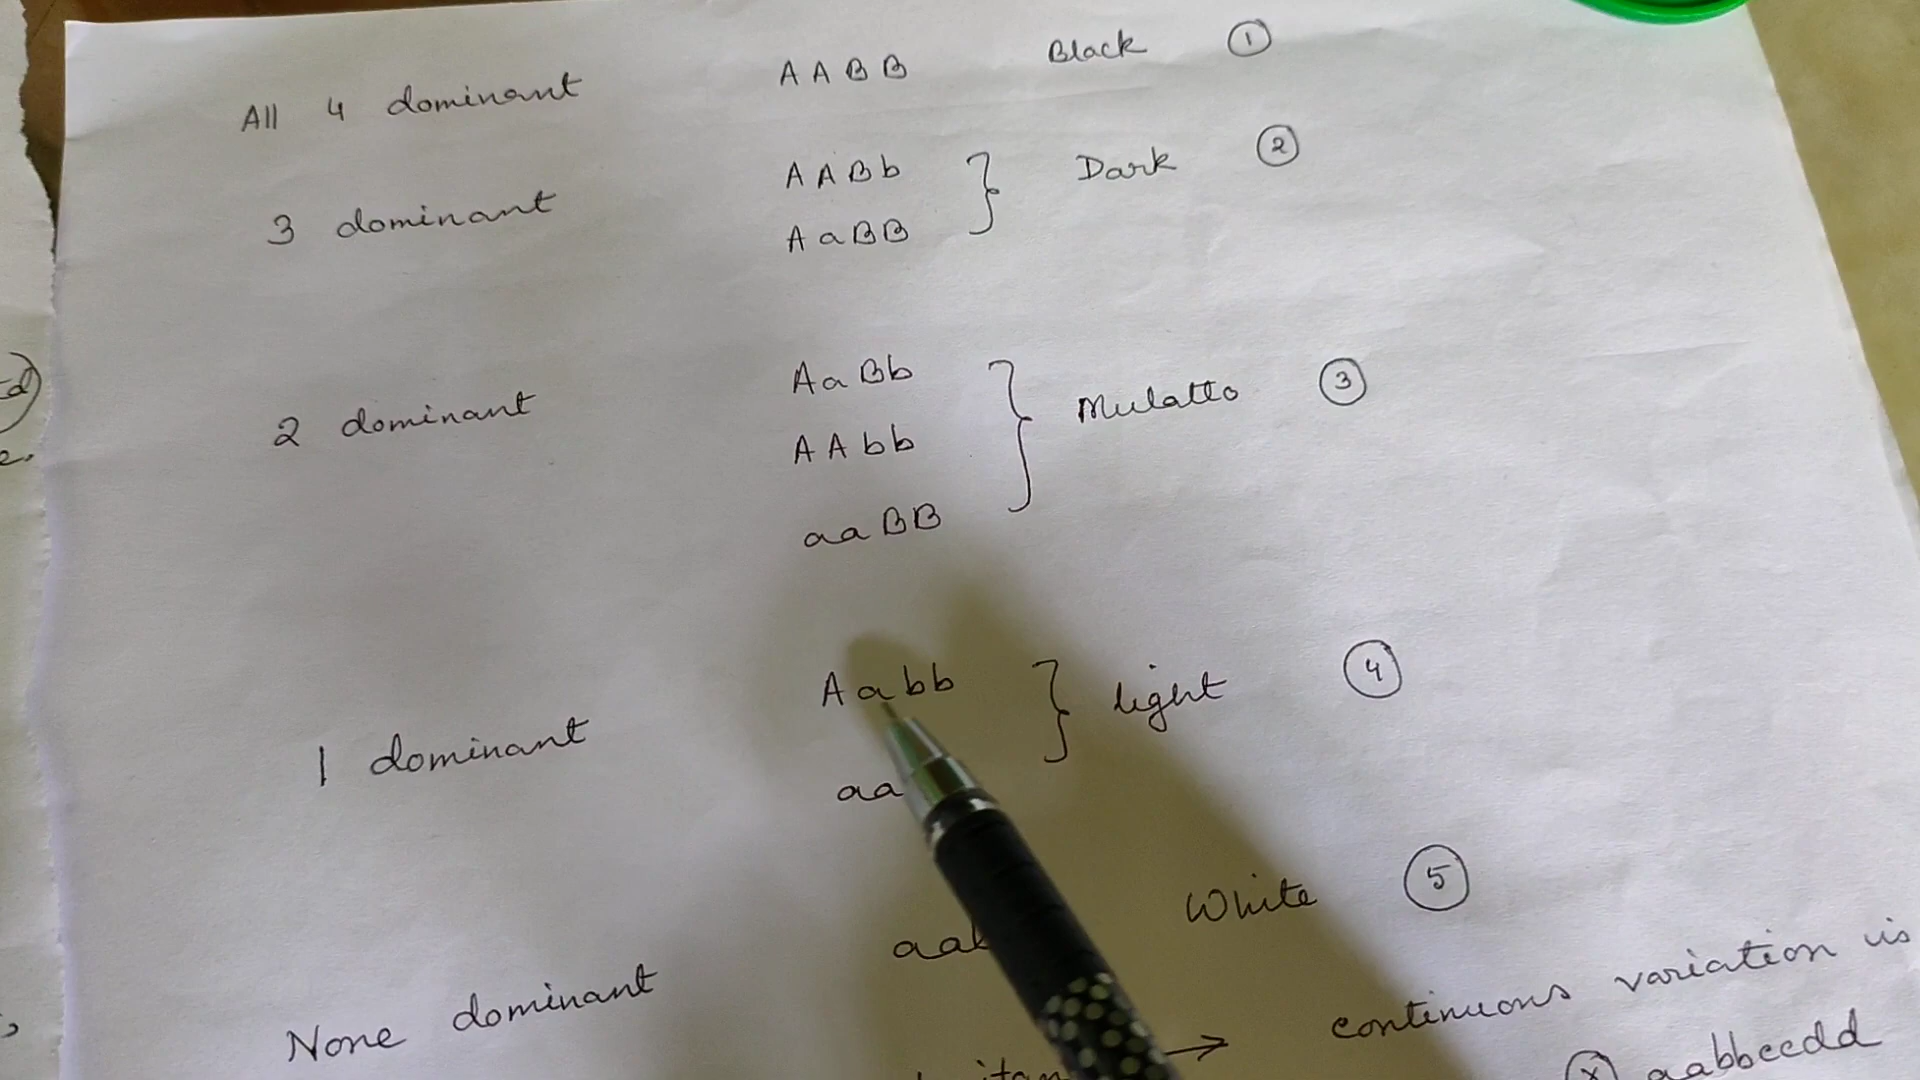 All 4 dominant AABB Black 1
3 dominant AABb Dark 2
AaBB
2 dominant AaBb Mulatto 3
AAbb
aaBB
1 dominant Aabb light 4
aa
None dominant White 5
→ continuous variation is
x aabbccdd